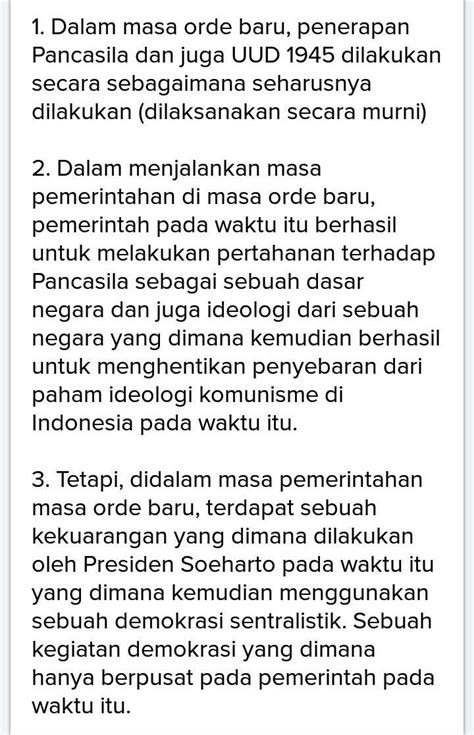 1. Dalam masa orde baru, penerapan
Pancasila dan juga UUD 1945 dilakukan
secara sebagaimana seharusnya
dilakukan (dilaksanakan secara murni)
2. Dalam menjalankan masa
pemerintahan di masa orde baru,
pemerintah pada waktu itu berhasil
untuk melakukan pertahanan terhadap
Pancasila sebagai sebuah dasar
negara dan juga ideologi dari sebuah
negara yang dimana kemudian berhasil
untuk menghentikan penyebaran dari
paham ideologi komunisme di
Indonesia pada waktu itu.
3. Tetapi, didalam masa pemerintahan
masa orde baru, terdapat sebuah
kekuarangan yang dimana dilakukan
oleh Presiden Soeharto pada waktu itu
yang dimana kemudian menggunakan
sebuah demokrasi sentralistik. Sebuah
kegiatan demokrasi yang dimana
hanya berpusat pada pemerintah pada
waktu itu.